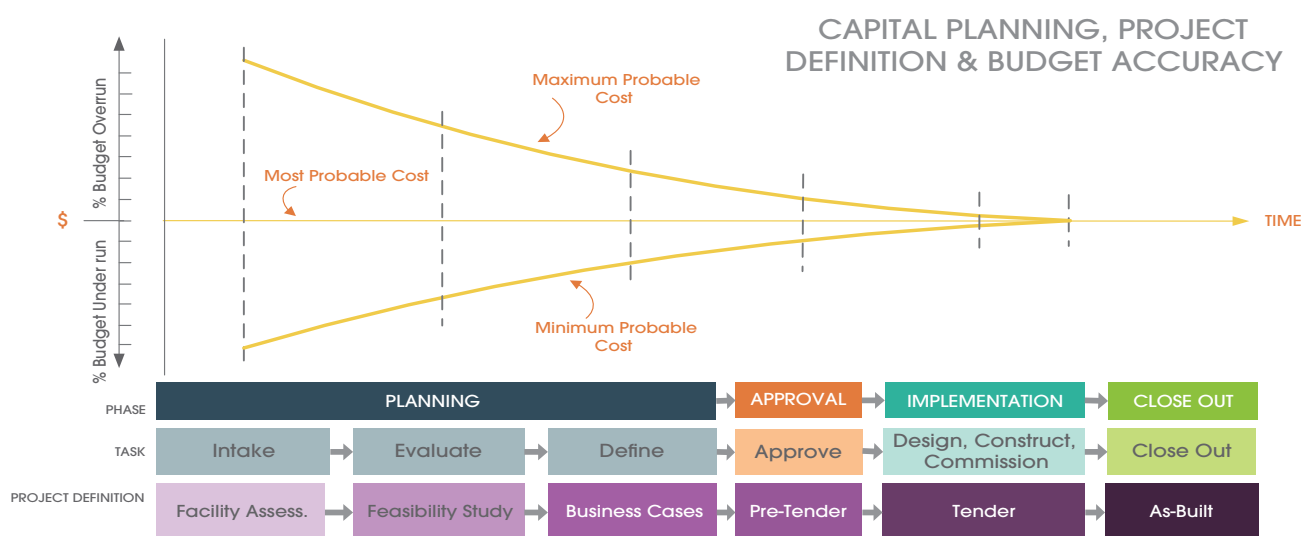 CAPITAL PLANNING, PROJECT
DEFINITION & BUDGET ACCURACY
% Budget Overrun
Maximum Probable
Cost
Most Probable Cost
$
TIME
% Budget Under run
Minimum Probable
Cost
PHASE
PLANNING
APPROVAL
IMPLEMENTATION
CLOSE OUT
TASK
Intake
Evaluate
Define
Approve
Design, Construct,
Commission
Close Out
PROJECT DEFINITION
Facility Assess.
Feasibility Study
Business Cases
Pre-Tender
Tender
As-Built